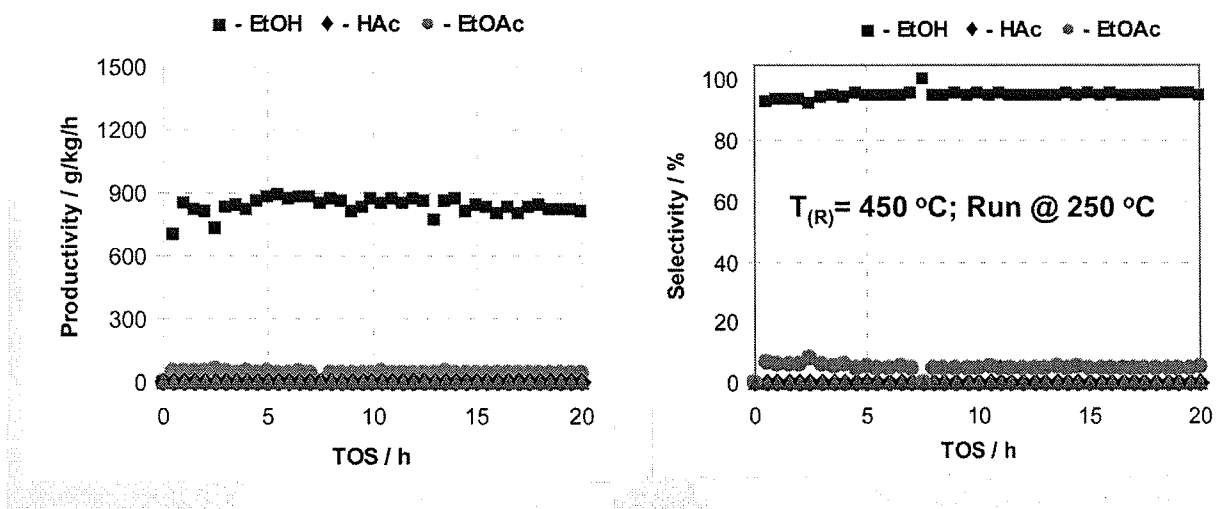 ■ - EtOH ♦ - HAc ● - EtOAc
1500
1200
900
600
300
0
0 5 10 15 20
Productivity / g/kg/h
TOS / h
■ - EtOH ♦ - HAc ● - EtOAc
100
80
60
40
20
0
0 5 10 15 20
Selectivity / %
T(R)= 450 °C; Run @ 250 °C
TOS / h